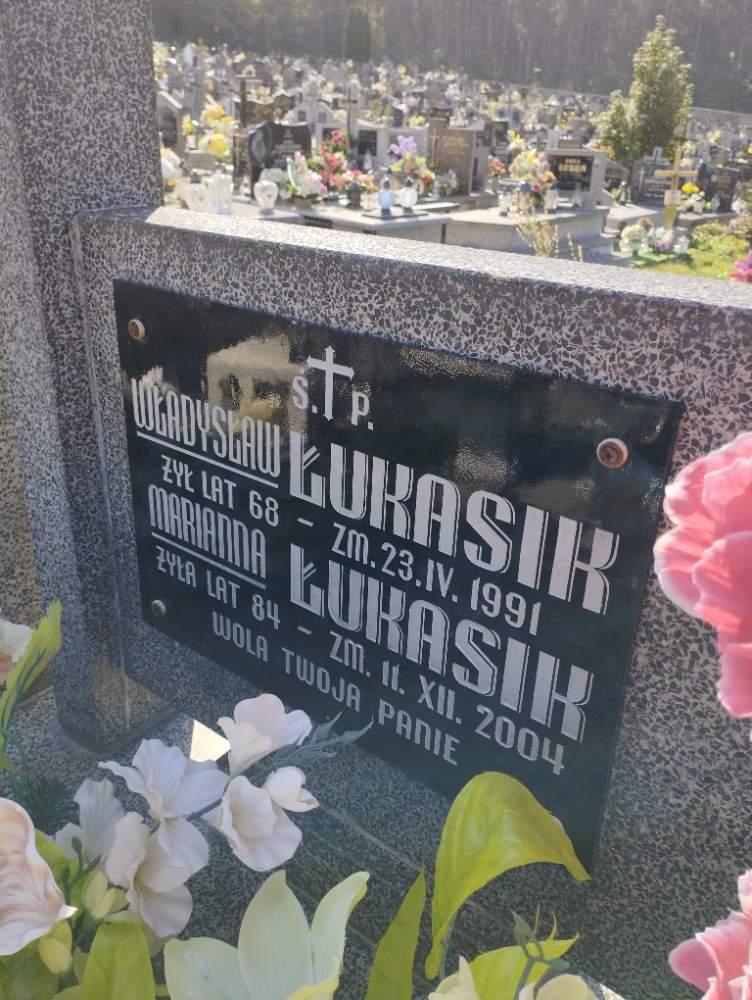 Ś. P.
WŁADYSŁAW ŁUKASIK
ŻYŁ LAT 68 – ZM. 23. IV. 1991
MARIANNA ŁUKASIK
ŻYŁA LAT 84 – ZM. 11. XII. 2004
WOLA TWOJA PANIE